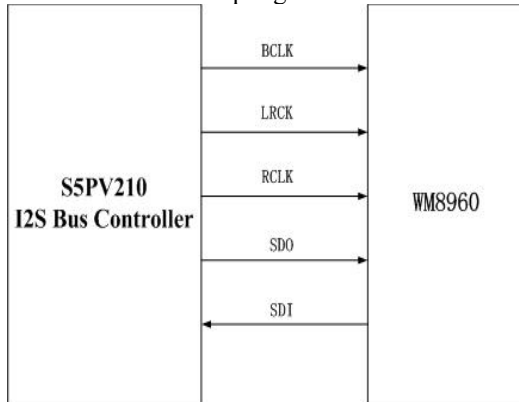 BCLK
LRCK
RCLK
S5PV210
I2S Bus Controller
WM8960
SDO
SDI